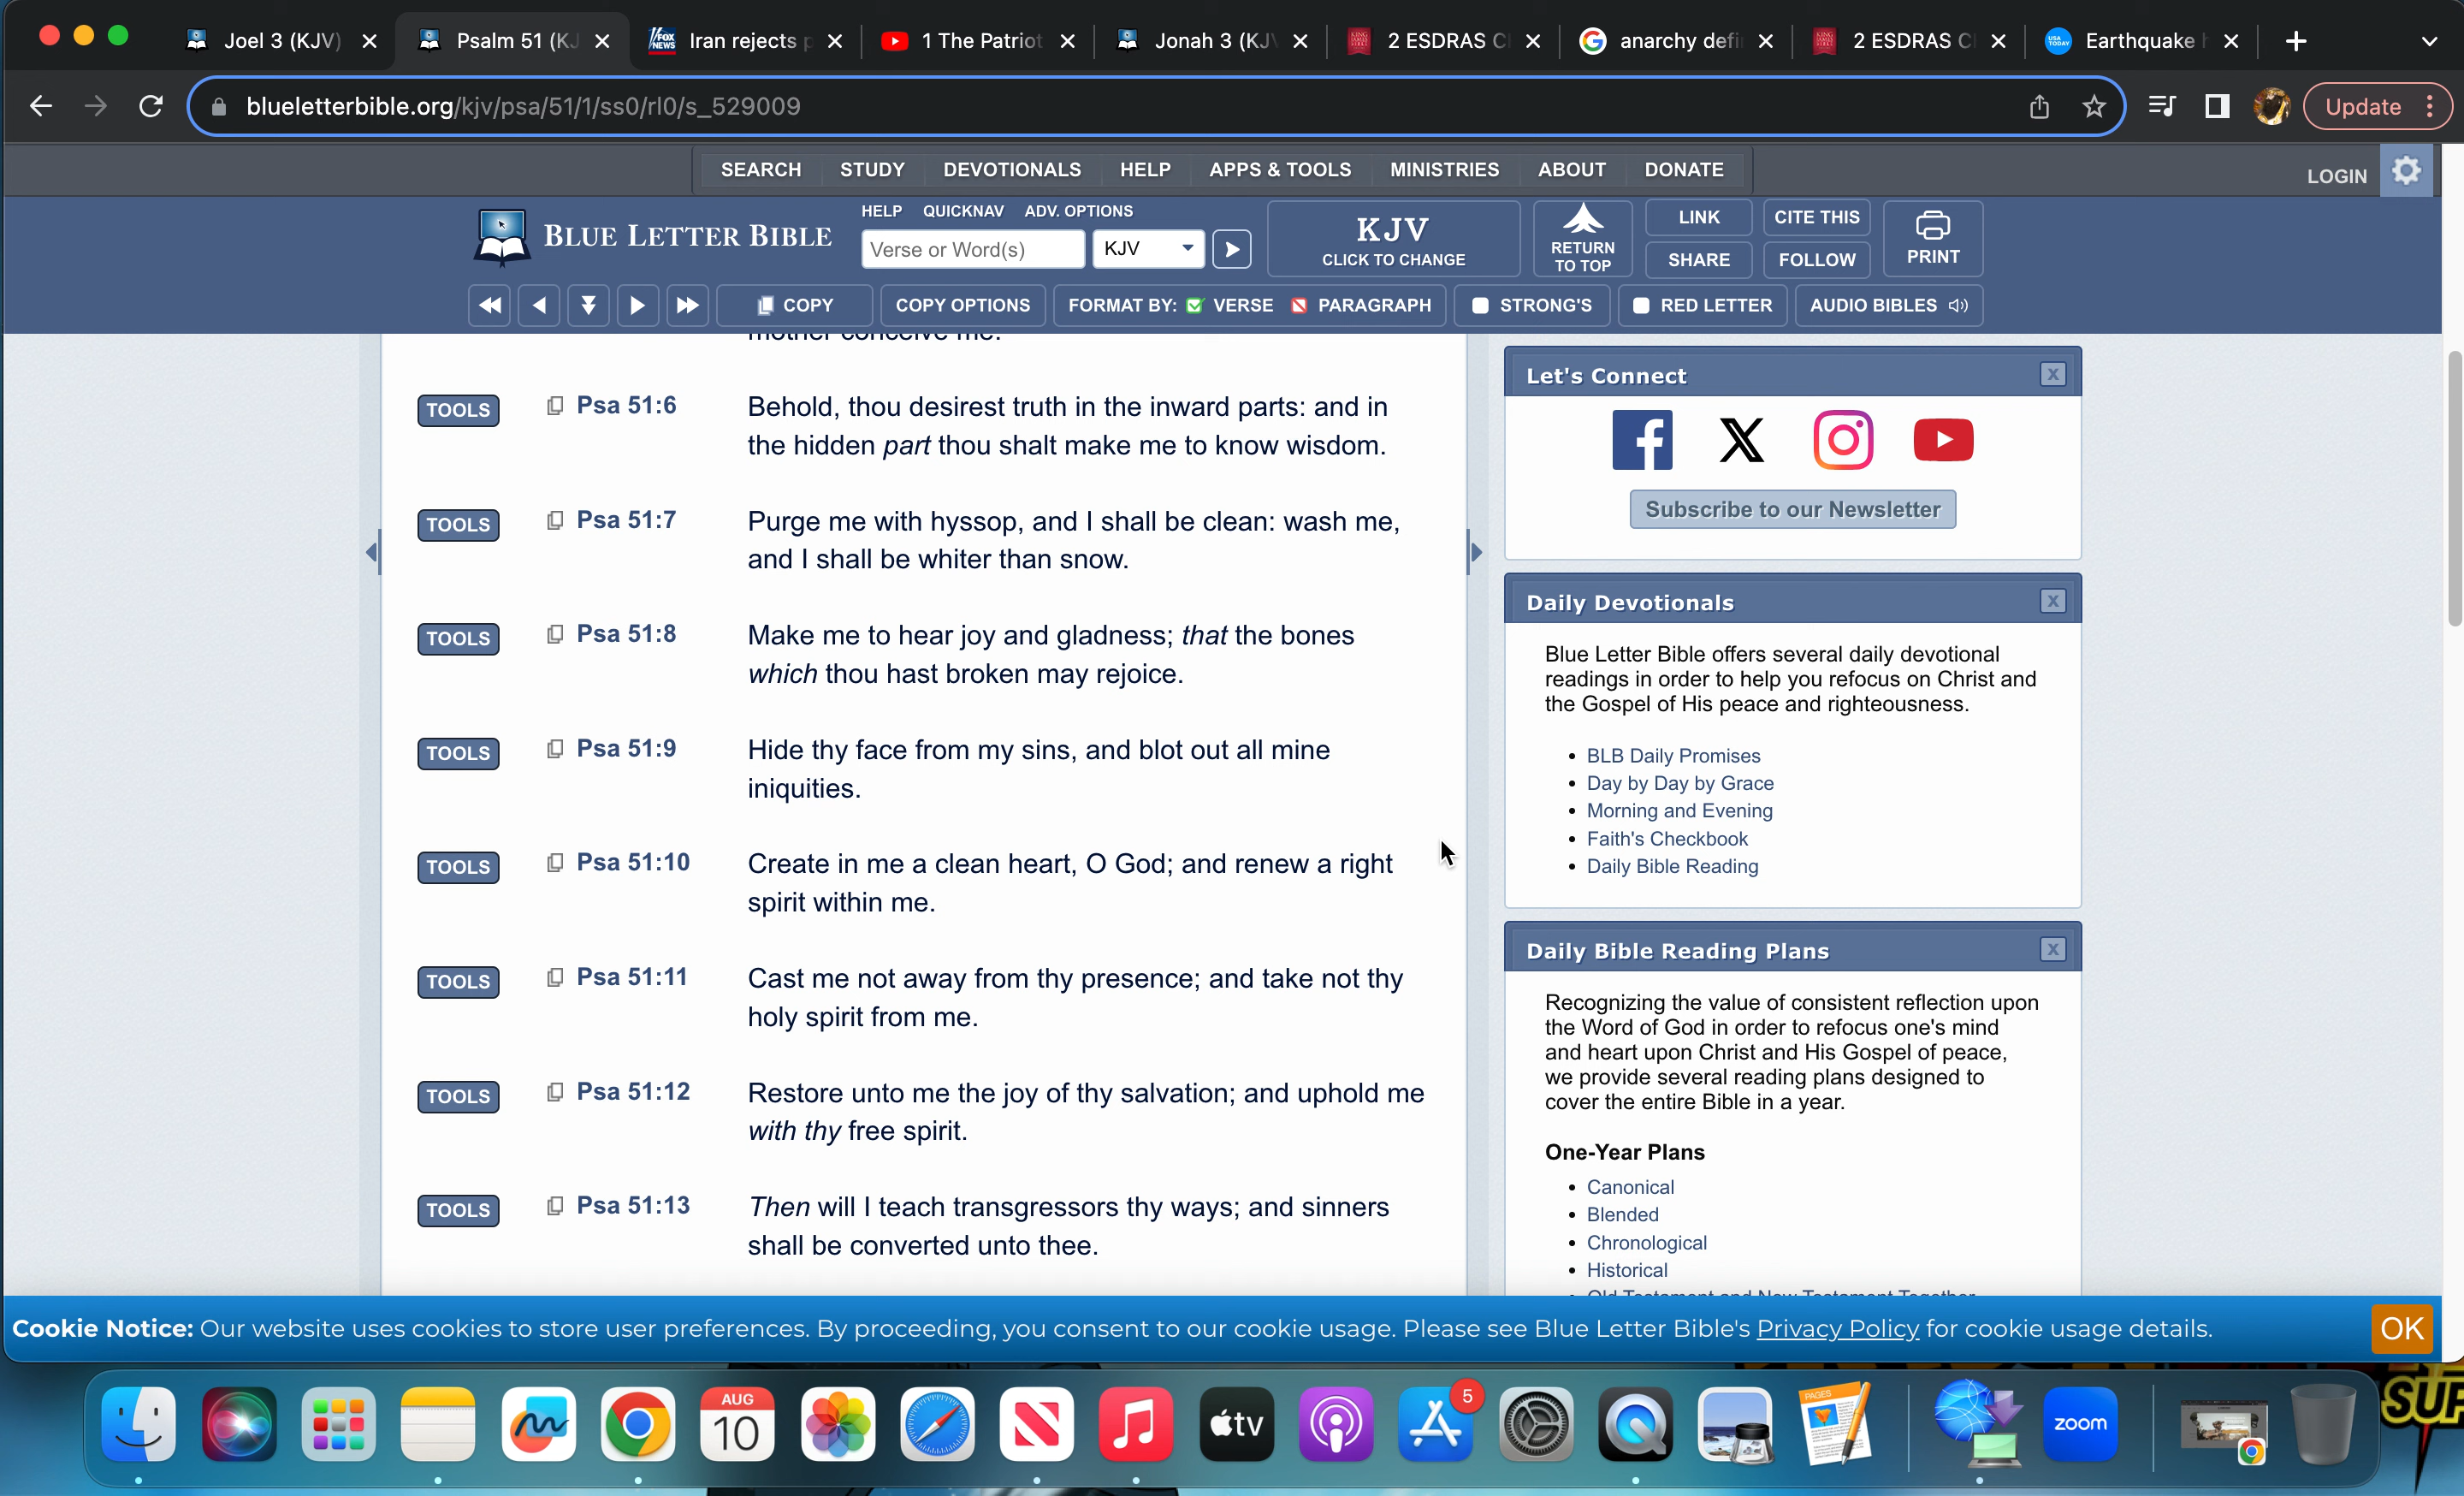 Joel 3 (KJV)
Psalm 51 (KJ
Iran rejects p
1 The Patriot
Jonah 3 (KJV
2 ESDRAS C
anarchy defi
2 ESDRAS C
Earthquake
blueletterbible.org/kjv/psa/51/1/ss0/rl0/s_529009
Update
SEARCH STUDY DEVOTIONALS HELP APPS & TOOLS MINISTRIES ABOUT DONATE
LOGIN
BLUE LETTER BIBLE
HELP QUICKNAV ADV. OPTIONS
Verse or Word(s)
KJV
KJV
CLICK TO CHANGE
RETURN
TO TOP
LINK
CITE THIS
SHARE
FOLLOW
PRINT
COPY
COPY OPTIONS
FORMAT BY: VERSE PARAGRAPH
STRONG'S
RED LETTER
AUDIO BIBLES
mother conceive me.
TOOLS Psa 51:6 Behold, thou desirest truth in the inward parts: and in
the hidden part thou shalt make me to know wisdom.
TOOLS Psa 51:7 Purge me with hyssop, and I shall be clean: wash me,
and I shall be whiter than snow.
TOOLS Psa 51:8 Make me to hear joy and gladness; that the bones
which thou hast broken may rejoice.
TOOLS Psa 51:9 Hide thy face from my sins, and blot out all mine
iniquities.
TOOLS Psa 51:10 Create in me a clean heart, O God; and renew a right
spirit within me.
TOOLS Psa 51:11 Cast me not away from thy presence; and take not thy
holy spirit from me.
TOOLS Psa 51:12 Restore unto me the joy of thy salvation; and uphold me
with thy free spirit.
TOOLS Psa 51:13 Then will I teach transgressors thy ways; and sinners
shall be converted unto thee.
Let's Connect
X
Subscribe to our Newsletter
Daily Devotionals
X
Blue Letter Bible offers several daily devotional
readings in order to help you refocus on Christ and
the Gospel of His peace and righteousness.
• BLB Daily Promises
• Day by Day by Grace
• Morning and Evening
• Faith's Checkbook
• Daily Bible Reading
Daily Bible Reading Plans
X
Recognizing the value of consistent reflection upon
the Word of God in order to refocus one's mind
and heart upon Christ and His Gospel of peace,
we provide several reading plans designed to
cover the entire Bible in a year.
One-Year Plans
• Canonical
• Blended
• Chronological
• Historical
• Old Testament and New Testament Together
Cookie Notice: Our website uses cookies to store user preferences. By proceeding, you consent to our cookie usage. Please see Blue Letter Bible's Privacy Policy for cookie usage details.
OK
AUG
10
tv
5
PAGES
zoom
SUF